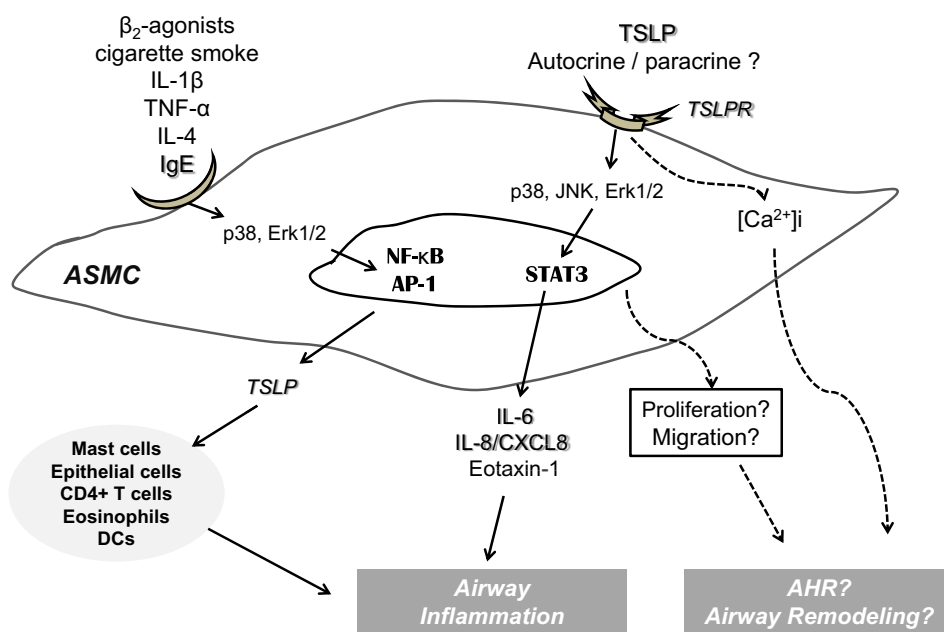 β₂-agonists
cigarette smoke
IL-1β
TNF-α
IL-4
IgE
TSLP
Autocrine / paracrine ?
TSLPR
p38, Erk1/2
p38, JNK, Erk1/2
[Ca²⁺]i
ASMC
NF-κB
AP-1
STAT3
TSLP
IL-6
IL-8/CXCL8
Eotaxin-1
Proliferation?
Migration?
Mast cells
Epithelial cells
CD4+ T cells
Eosinophils
DCs
Airway
Inflammation
AHR?
Airway Remodeling?